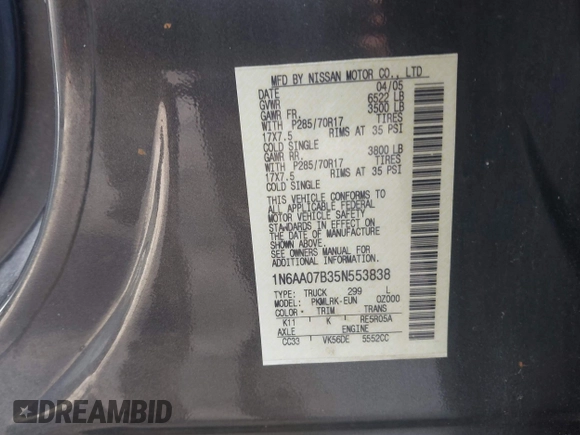 MFD BY NISSAN MOTOR CO., LTD
DATE 04/05
GVWR 6522 LB
GAWR FR. 3500 LB
WITH P285/70R17 TIRES
17X7.5 RIMS AT 35 PSI
COLD SINGLE
GAWR RR. 3800 LB
WITH P285/70R17 TIRES
17X7.5 RIMS AT 35 PSI
COLD SINGLE
THIS VEHICLE CONFORMS TO
ALL APPLICABLE FEDERAL
MOTOR VEHICLE SAFETY
STANDARDS IN EFFECT ON
THE DATE OF MANUFACTURE
SHOWN ABOVE.
SEE OWNERS MANUAL FOR
ADDITIONAL INFORMATION.
1N6AA07B35N553838
TYPE: TRUCK 299 L
MODEL: PKMLRK-EUN QZ000
COLOR TRIM TRANS
K11 K RE5R05A
AXLE ENGINE
CC33 VK56DE 5552CC
DREAMBID